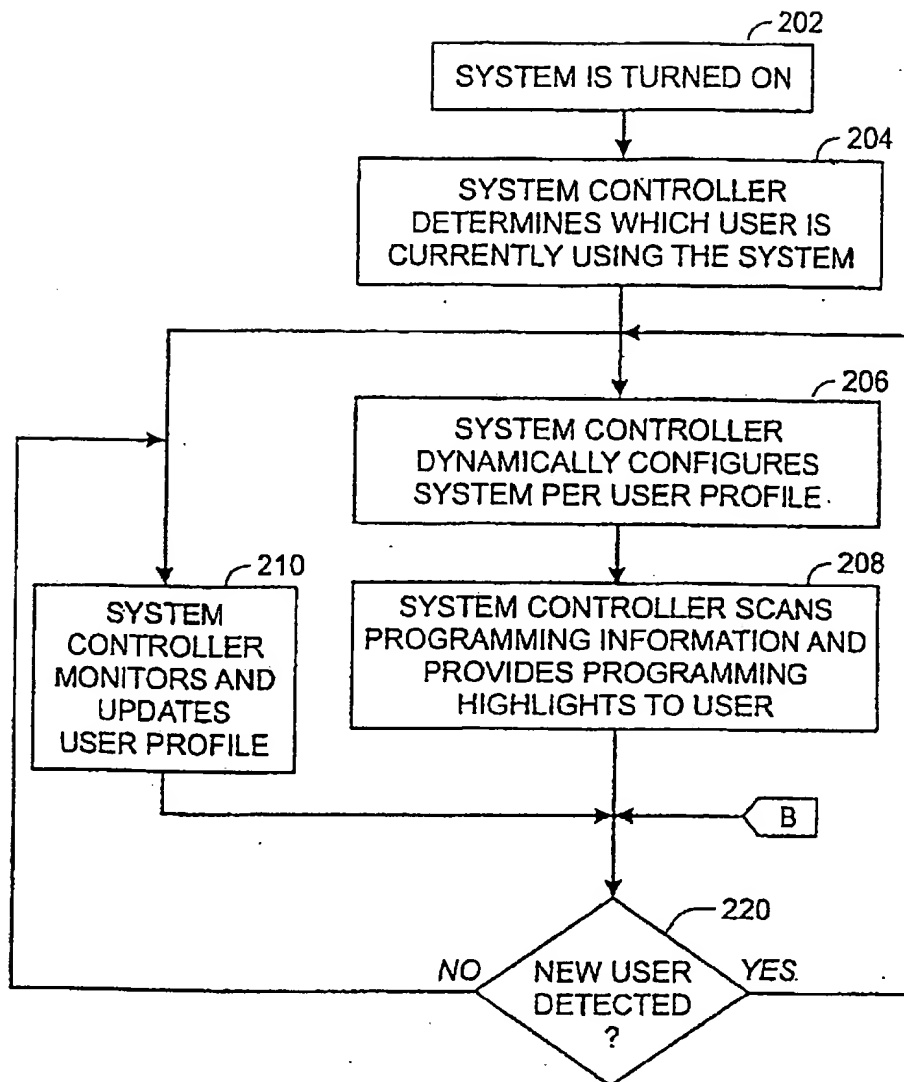 202
SYSTEM IS TURNED ON
204
SYSTEM CONTROLLER
DETERMINES WHICH USER IS
CURRENTLY USING THE SYSTEM
206
SYSTEM CONTROLLER
DYNAMICALLY CONFIGURES
SYSTEM PER USER PROFILE
210
SYSTEM
CONTROLLER
MONITORS AND
UPDATES
USER PROFILE
208
SYSTEM CONTROLLER SCANS
PROGRAMMING INFORMATION AND
PROVIDES PROGRAMMING
HIGHLIGHTS TO USER
B
220
NO
NEW USER
DETECTED
?
YES